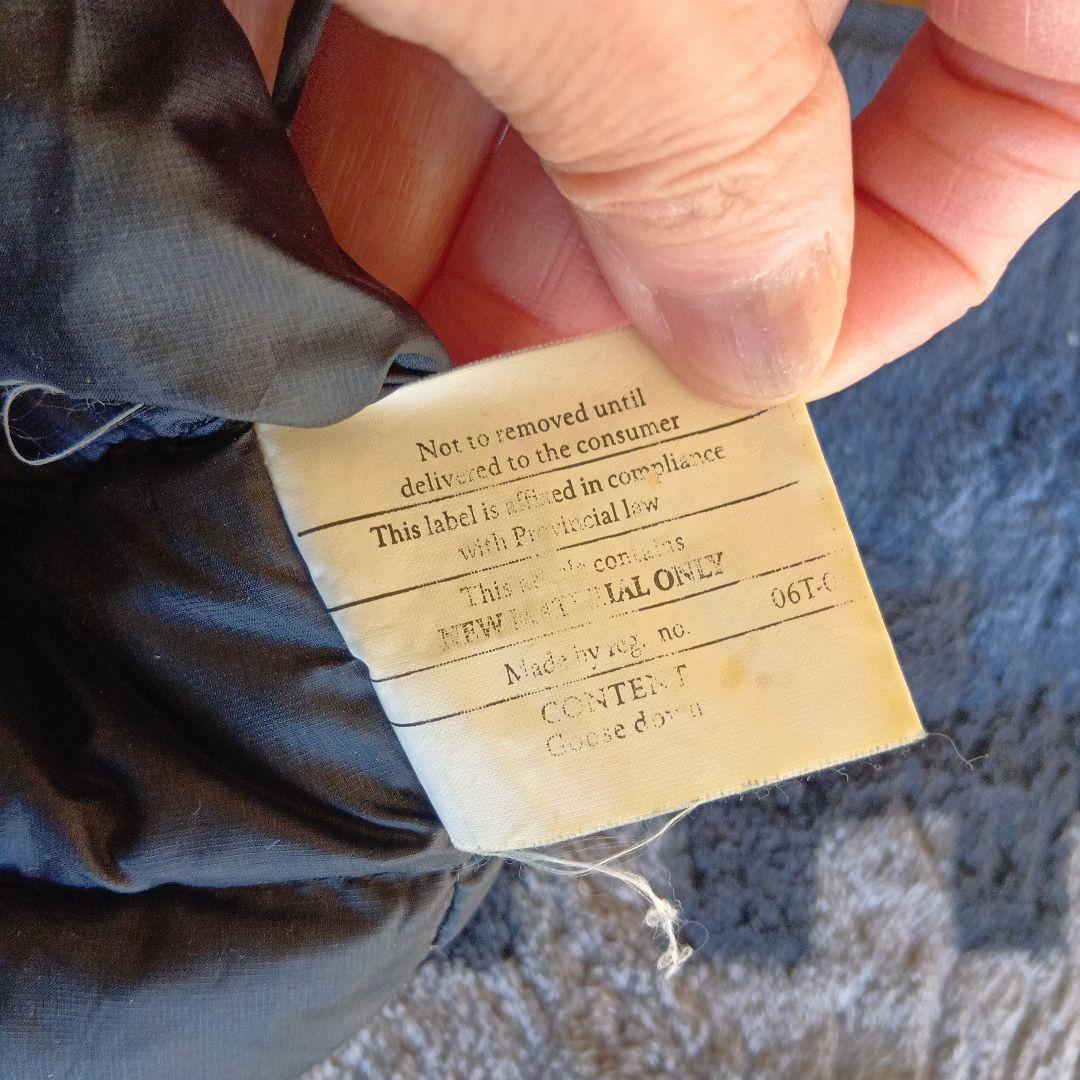 Not to removed until
delivered to the consumer
This label is affixed in compliance
with Provincial law
This article contains
NEW MATERIAL ONLY
Made by reg. no. 06T-0
CONTENT
Goose down